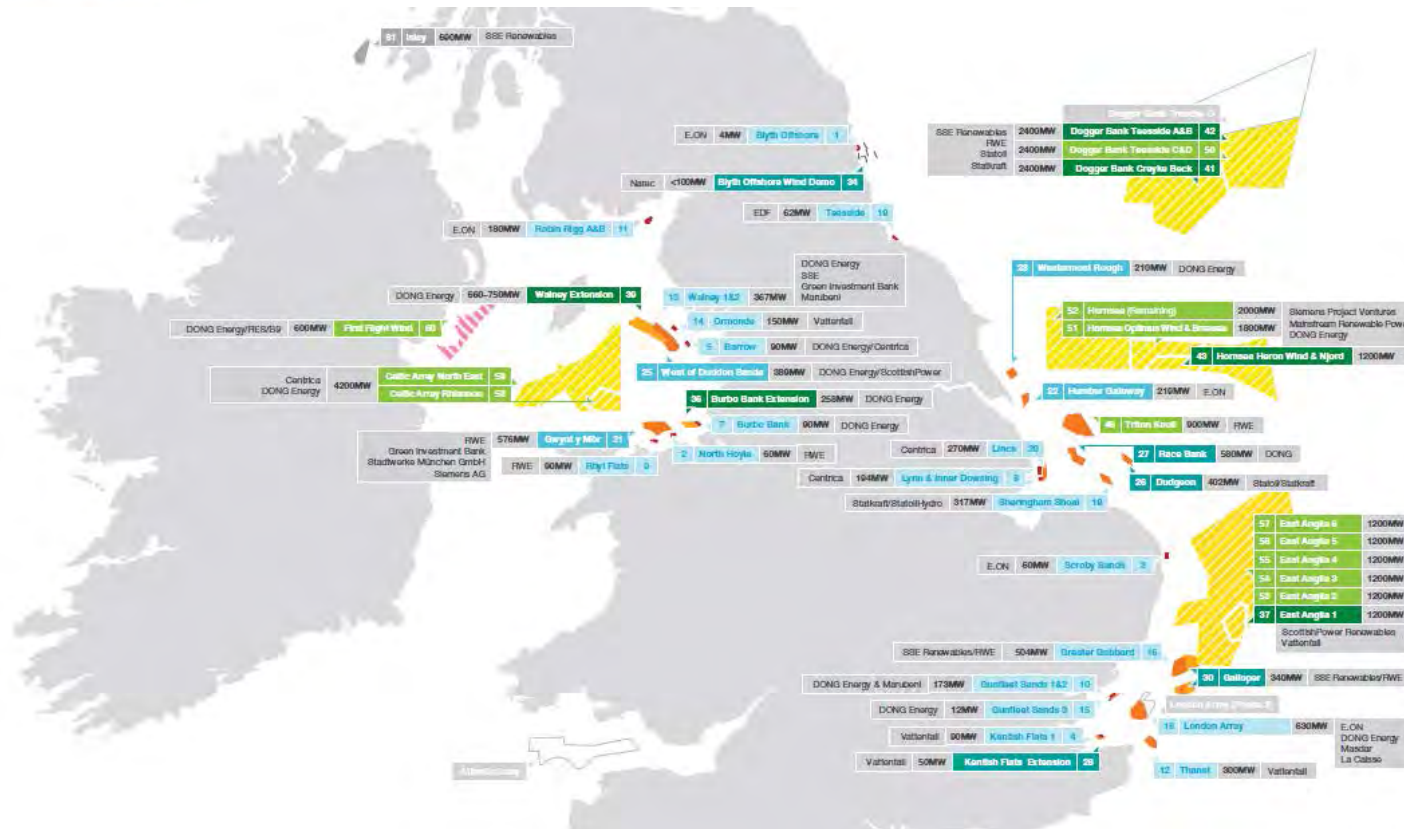 Islay 690MW SSE Renewables
E.ON 4MW Blyth Offshore 1
Narec <100MW Blyth Offshore Wind Demo 34
EDF 62MW Teesside 19
E.ON 180MW Robin Rigg A&B 11
SSE Renewables
RWE
Statoil
Statkraft
2400MW Dogger Bank Teesside A&B 42
2400MW Dogger Bank Teesside C&D 50
2400MW Dogger Bank Creyke Beck 41
DONG Energy
SSE
Green Investment Bank
Marubeni
Walney 1&2 367MW
DONG Energy 660–750MW Walney Extension 39
14 Ormonde 150MW Vattenfall
DONG Energy/RES/B9 600MW First Flight Wind 60
5 Barrow 90MW DONG Energy/Centrica
25 West of Duddon Sands 389MW DONG Energy/ScottishPower
Centrica
DONG Energy
4200MW
Celtic Array North East
Celtic Array Rhiannon
36 Burbo Bank Extension 258MW DONG Energy
7 Burbo Bank 90MW DONG Energy
RWE
Green Investment Bank
Stadtwerke München GmbH
Siemens AG
576MW Gwynt y Môr 21
RWE 90MW Rhyl Flats 9
2 North Hoyle 60MW RWE
Westermost Rough 210MW DONG Energy
52 Hornsea (Remaining) 2000MW
51 Hornsea Optimus Wind & Breesea 1800MW
Siemens Project Ventures
Mainstream Renewable Pow
DONG Energy
43 Hornsea Heron Wind & Njord 1200MW
22 Humber Gateway 219MW E.ON
Triton Knoll 900MW RWE
27 Race Bank 580MW DONG
26 Dudgeon 402MW Statoil/Statkraft
Centrica 270MW Lincs 20
Centrica 194MW Lynn & Inner Dowsing 8
Statkraft/StatoilHydro 317MW Sheringham Shoal
E.ON 60MW Scroby Sands 3
57 East Anglia 6 1200MW
56 East Anglia 5 1200MW
55 East Anglia 4 1200MW
54 East Anglia 3 1200MW
53 East Anglia 2 1200MW
37 East Anglia 1 1200MW
ScottishPower Renewables
Vattenfall
SSE Renewables/RWE 504MW Greater Gabbard 16
30 Galloper 340MW SSE Renewables/RWE
DONG Energy & Marubeni 173MW Gunfleet Sands 1&2 10
DONG Energy 12MW Gunfleet Sands 3 15
Vattenfall 90MW Kentish Flats 1 4
Vattenfall 50MW Kentish Flats Extension
London Array (Phase 2)
18 London Array 630MW
E.ON
DONG Energy
Masdar
La Caisse
12 Thanet 300MW Vattenfall